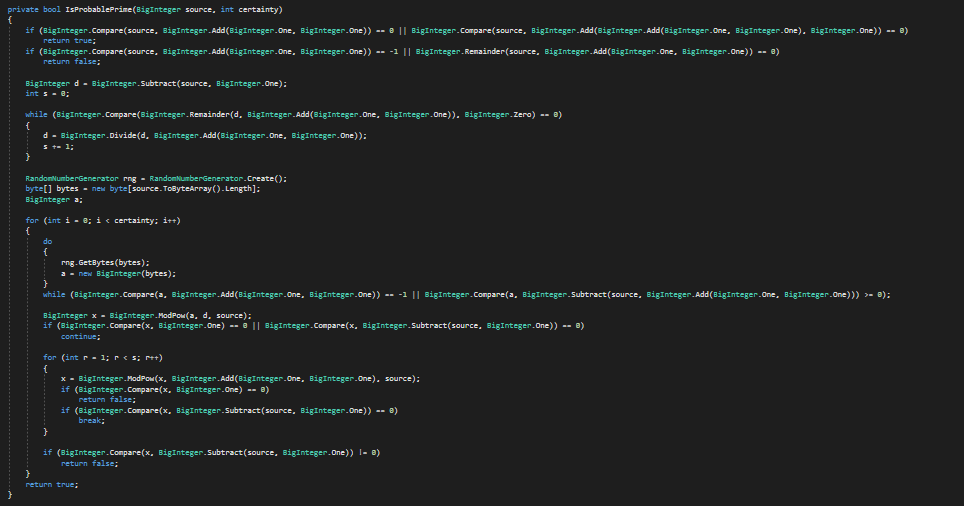 private bool IsProbablePrime(BigInteger source, int certainty)
{
if (BigInteger.Compare(source, BigInteger.Add(BigInteger.One, BigInteger.One)) == 0 || BigInteger.Compare(source, BigInteger.Add(BigInteger.Add(BigInteger.One, BigInteger.One), BigInteger.One)) == 0)
return true;
if (BigInteger.Compare(source, BigInteger.Add(BigInteger.One, BigInteger.One)) == -1 || BigInteger.Remainder(source, BigInteger.Add(BigInteger.One, BigInteger.One)) == 0)
return false;
BigInteger d = BigInteger.Subtract(source, BigInteger.One);
int s = 0;
while (BigInteger.Compare(BigInteger.Remainder(d, BigInteger.Add(BigInteger.One, BigInteger.One)), BigInteger.Zero) == 0)
{
d = BigInteger.Divide(d, BigInteger.Add(BigInteger.One, BigInteger.One));
s += 1;
}
RandomNumberGenerator rng = RandomNumberGenerator.Create();
byte[] bytes = new byte[source.ToByteArray().Length];
BigInteger a;
for (int i = 0; i < certainty; i++)
{
do
{
rng.GetBytes(bytes);
a = new BigInteger(bytes);
}
while (BigInteger.Compare(a, BigInteger.Add(BigInteger.One, BigInteger.One)) == -1 || BigInteger.Compare(a, BigInteger.Subtract(source, BigInteger.Add(BigInteger.One, BigInteger.One))) >= 0);
BigInteger x = BigInteger.ModPow(a, d, source);
if (BigInteger.Compare(x, BigInteger.One) == 0 || BigInteger.Compare(x, BigInteger.Subtract(source, BigInteger.One)) == 0)
continue;
for (int r = 1; r < s; r++)
{
x = BigInteger.ModPow(x, BigInteger.Add(BigInteger.One, BigInteger.One), source);
if (BigInteger.Compare(x, BigInteger.One) == 0)
return false;
if (BigInteger.Compare(x, BigInteger.Subtract(source, BigInteger.One)) == 0)
break;
}
if (BigInteger.Compare(x, BigInteger.Subtract(source, BigInteger.One)) != 0)
return false;
}
return true;
}